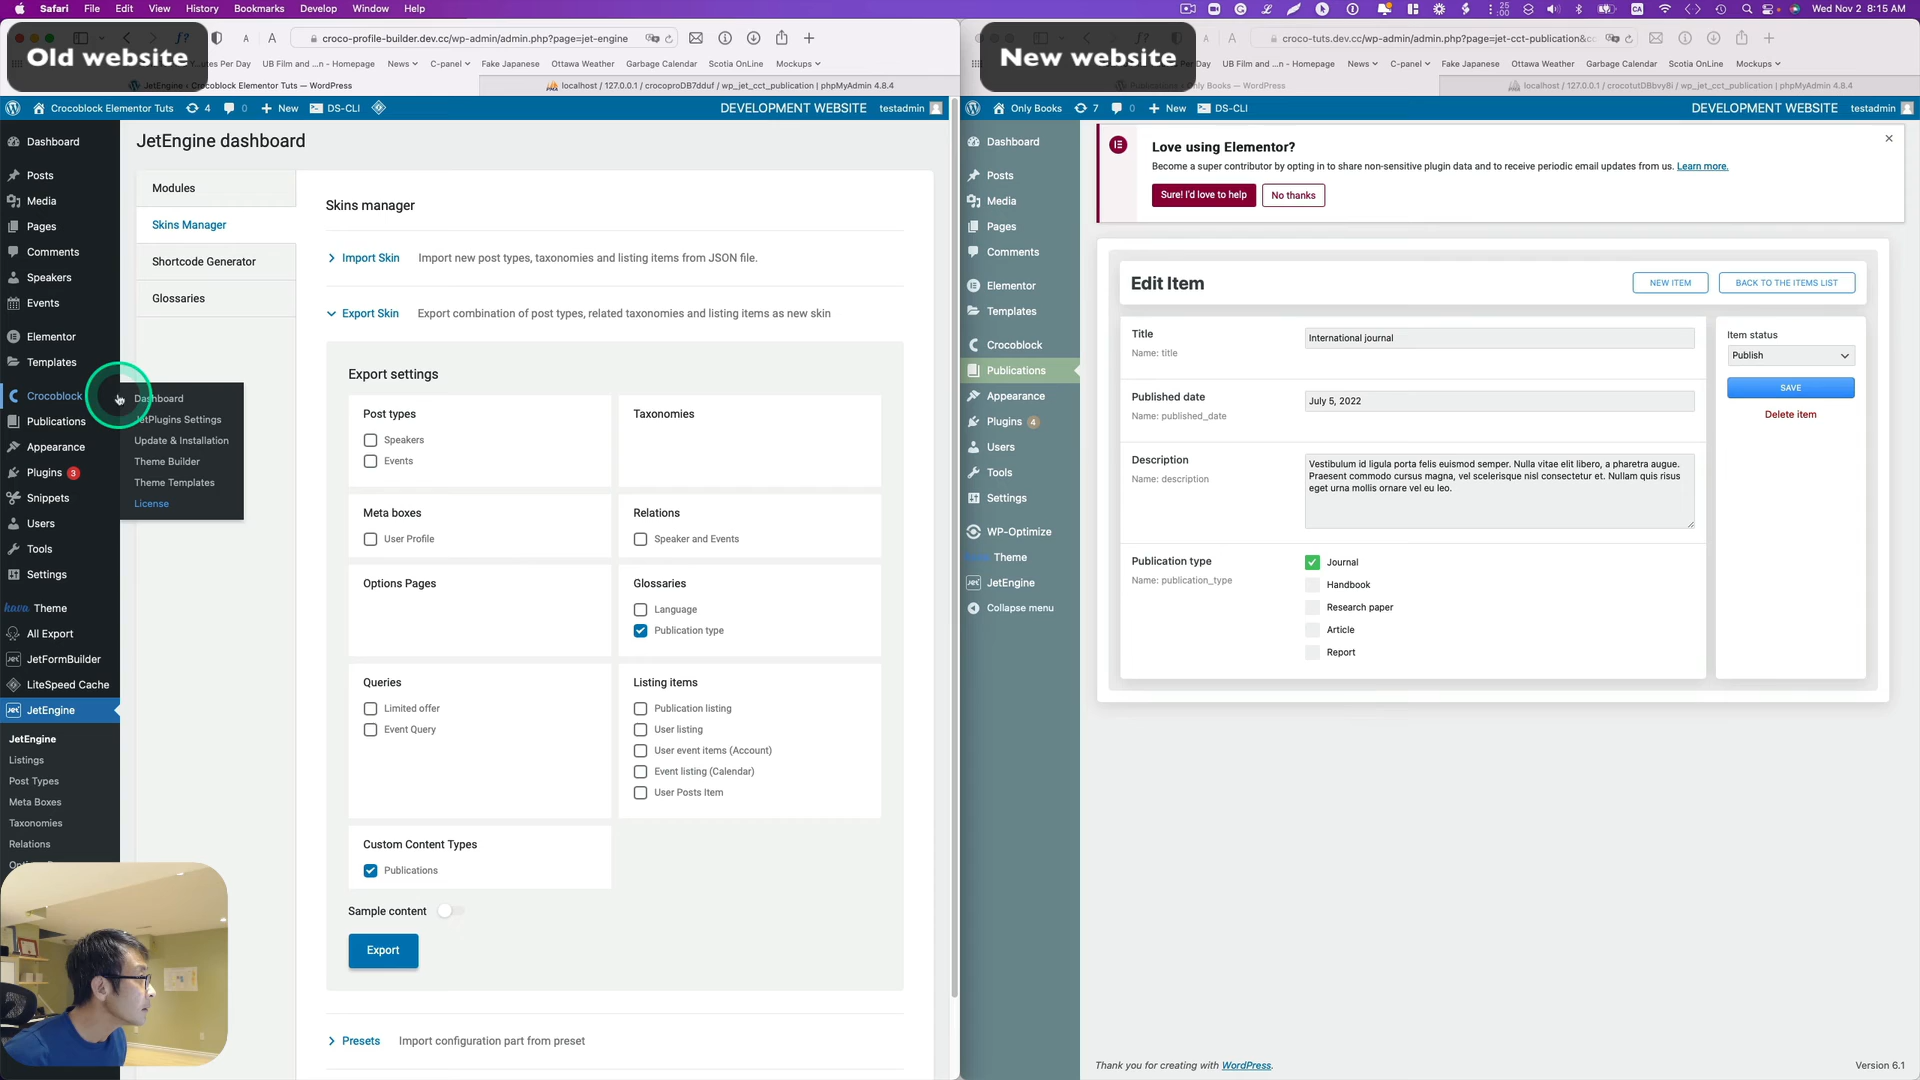 Safari File Edit View History Bookmarks Develop Window Help
25
:00
CA
Wed Nov 2 8:15 AM
Old website
croco-profile-builder.dev.cc/wp-admin/admin.php?page=jet-engine
Per Day UB Film and ...n - Homepage News C-panel Fake Japanese Ottawa Weather Garbage Calendar Scotia OnLine Mockups
JetEngine ‹ Crocoblock Elementor Tuts — WordPress
localhost / 127.0.0.1 / crocoproDB7dduf / wp_jet_cct_publication | phpMyAdmin 4.8.4
Crocoblock Elementor Tuts 4 0 New DS-CLI DEVELOPMENT WEBSITE testadmin
Dashboard
Posts
Media
Pages
Comments
Speakers
Events
Elementor
Templates
Crocoblock
Publications
Appearance
Plugins 3
Snippets
Users
Tools
Settings
kava Theme
All Export
JetFormBuilder
LiteSpeed Cache
JetEngine
JetEngine
Listings
Post Types
Meta Boxes
Taxonomies
Relations
Dashboard
JetPlugins Settings
Update & Installation
Theme Builder
Theme Templates
License
JetEngine dashboard
Modules
Skins Manager
Shortcode Generator
Glossaries
Skins manager
Import Skin Import new post types, taxonomies and listing items from JSON file.
Export Skin Export combination of post types, related taxonomies and listing items as new skin
Export settings
Post types
Speakers
Events
Taxonomies
Meta boxes
User Profile
Relations
Speaker and Events
Options Pages
Glossaries
Language
Publication type
Queries
Limited offer
Event Query
Listing items
Publication listing
User listing
User event items (Account)
Event listing (Calendar)
User Posts Item
Custom Content Types
Publications
Sample content
Export
Presets Import configuration part from preset
New website
croco-tuts.dev.cc/wp-admin/admin.php?page=jet-cct-publication&cc
Per Day UB Film and ...n - Homepage News C-panel Fake Japanese Ottawa Weather Garbage Calendar Scotia OnLine Mockups
Only Books — WordPress
localhost / 127.0.0.1 / crocotutDBbvy8i / wp_jet_cct_publication | phpMyAdmin 4.8.4
Only Books 7 0 New DS-CLI DEVELOPMENT WEBSITE testadmin
Dashboard
Posts
Media
Pages
Comments
Elementor
Templates
Crocoblock
Publications
Appearance
Plugins 4
Users
Tools
Settings
WP-Optimize
Theme
JetEngine
Collapse menu
Love using Elementor?
Become a super contributor by opting in to share non-sensitive plugin data and to receive periodic email updates from us. Learn more.
Sure! I'd love to help No thanks
Edit Item
NEW ITEM BACK TO THE ITEMS LIST
Title
Name: title
International journal
Published date
Name: published_date
July 5, 2022
Description
Name: description
Vestibulum id ligula porta felis euismod semper. Nulla vitae elit libero, a pharetra augue.
Praesent commodo cursus magna, vel scelerisque nisl consectetur et. Nullam quis risus
eget urna mollis ornare vel eu leo.
Publication type
Name: publication_type
Journal
Handbook
Research paper
Article
Report
Item status
Publish
SAVE
Delete item
Thank you for creating with WordPress.
Version 6.1